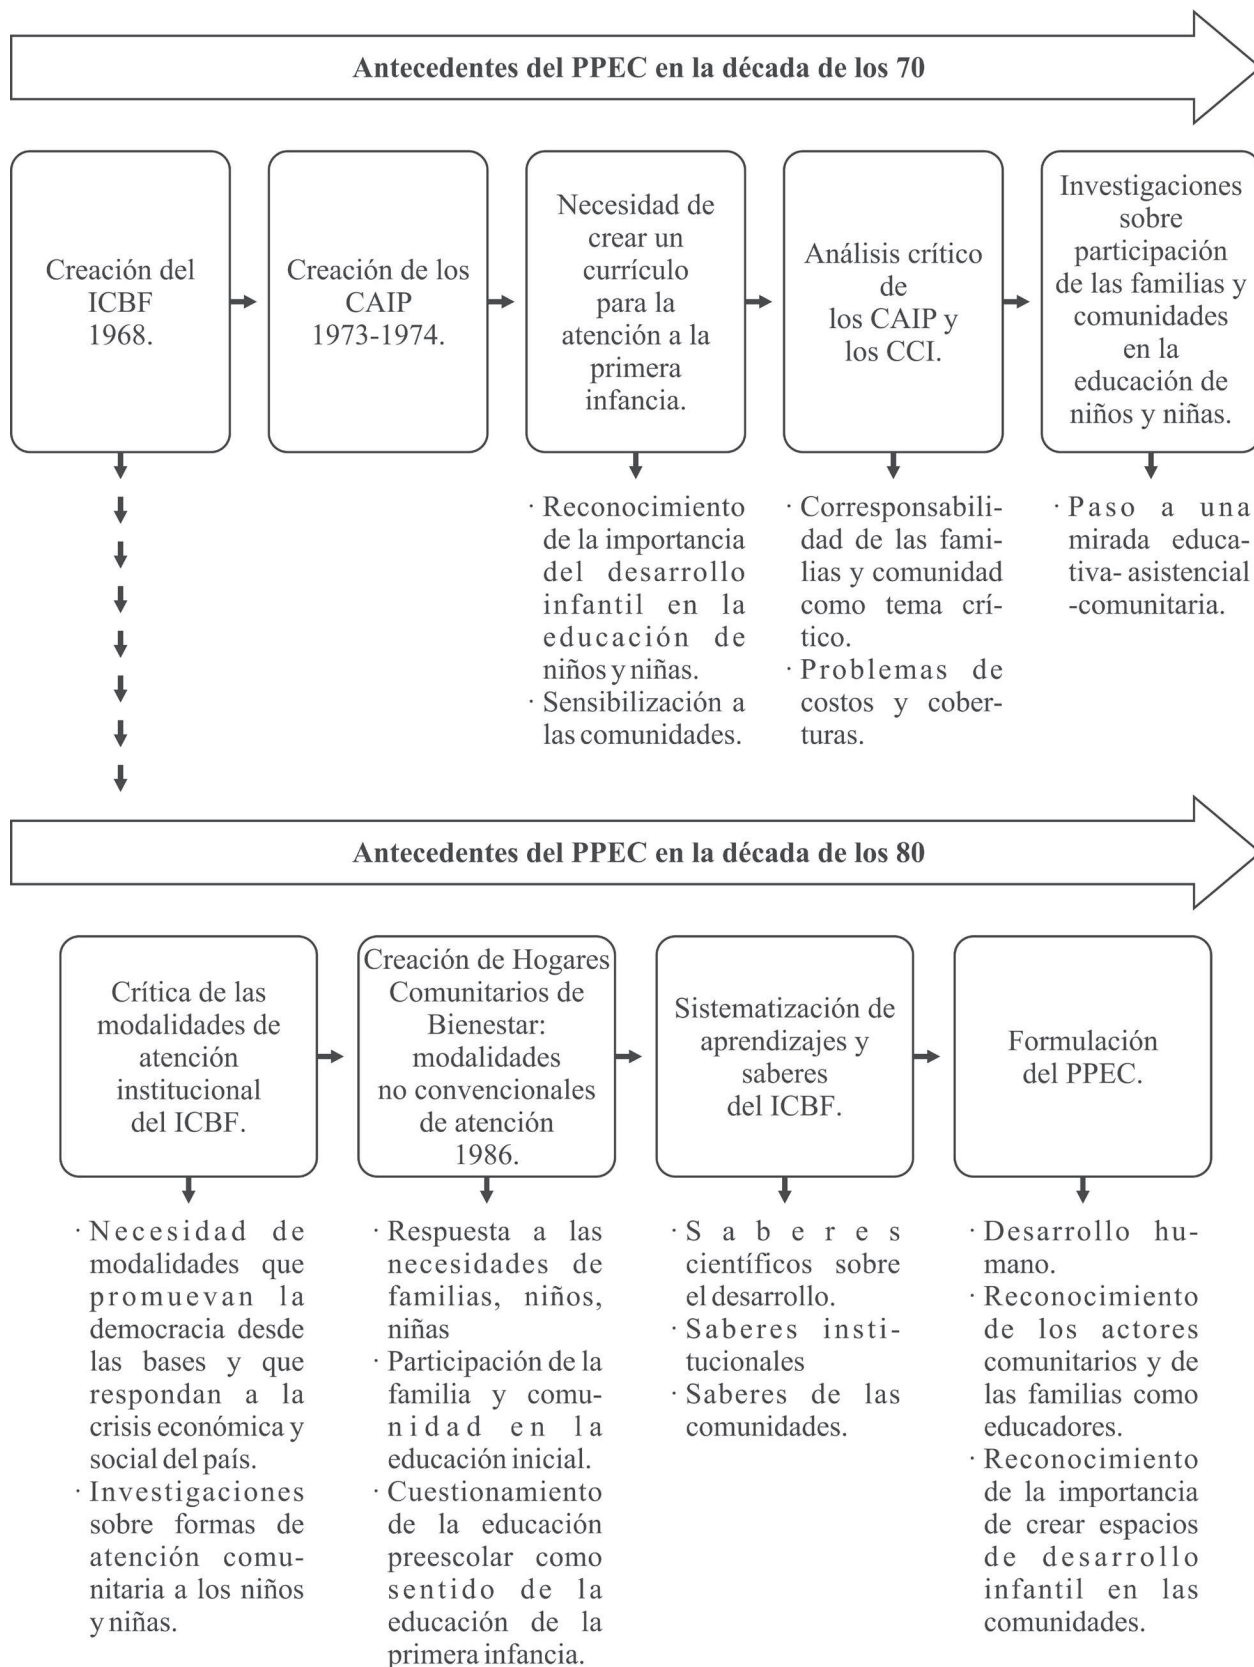 Antecedentes del PPEC en la década de los 70
Creación del
ICBF
1968.
Creación de los
CAIP
1973-1974.
Necesidad de
crear un
currículo
para la
atención a la
primera
infancia.
Análisis crítico
de
los CAIP y
los CCI.
Investigaciones
sobre
participación
de las familias y
comunidades
en la
educación de
niños y niñas.
· Reconocimiento
de la importancia
del desarrollo
infantil en la
educación de
niños y niñas.
· Sensibilización a
las comunidades.
· Corresponsabili-
dad de las fami-
lias y comunidad
como tema crí-
tico.
· Problemas de
costos y cober-
turas.
· Paso a una
mirada educa-
tiva- asistencial
-comunitaria.
Antecedentes del PPEC en la década de los 80
Crítica de las
modalidades de
atención
institucional
del ICBF.
Creación de Hogares
Comunitarios de
Bienestar:
modalidades
no convencionales
de atención
1986.
Sistematización de
aprendizajes y
saberes
del ICBF.
Formulación
del PPEC.
· Necesidad de
modalidades que
promuevan la
democracia desde
las bases y que
respondan a la
crisis económica y
social del país.
· Investigaciones
sobre formas de
atención comu-
nitaria a los niños
y niñas.
· Respuesta a las
necesidades de
familias, niños,
niñas
· Participación de la
familia y comu-
nidad en la
educación inicial.
· Cuestionamiento
de la educación
preescolar como
sentido de la
educación de la
primera infancia.
· Saberes
científicos sobre
el desarrollo.
· Saberes insti-
tucionales
· Saberes de las
comunidades.
· Desarrollo hu-
mano.
· Reconocimiento
de los actores
comunitarios y de
las familias como
educadores.
· Reconocimiento
de la importancia
de crear espacios
de desarrollo
infantil en las
comunidades.